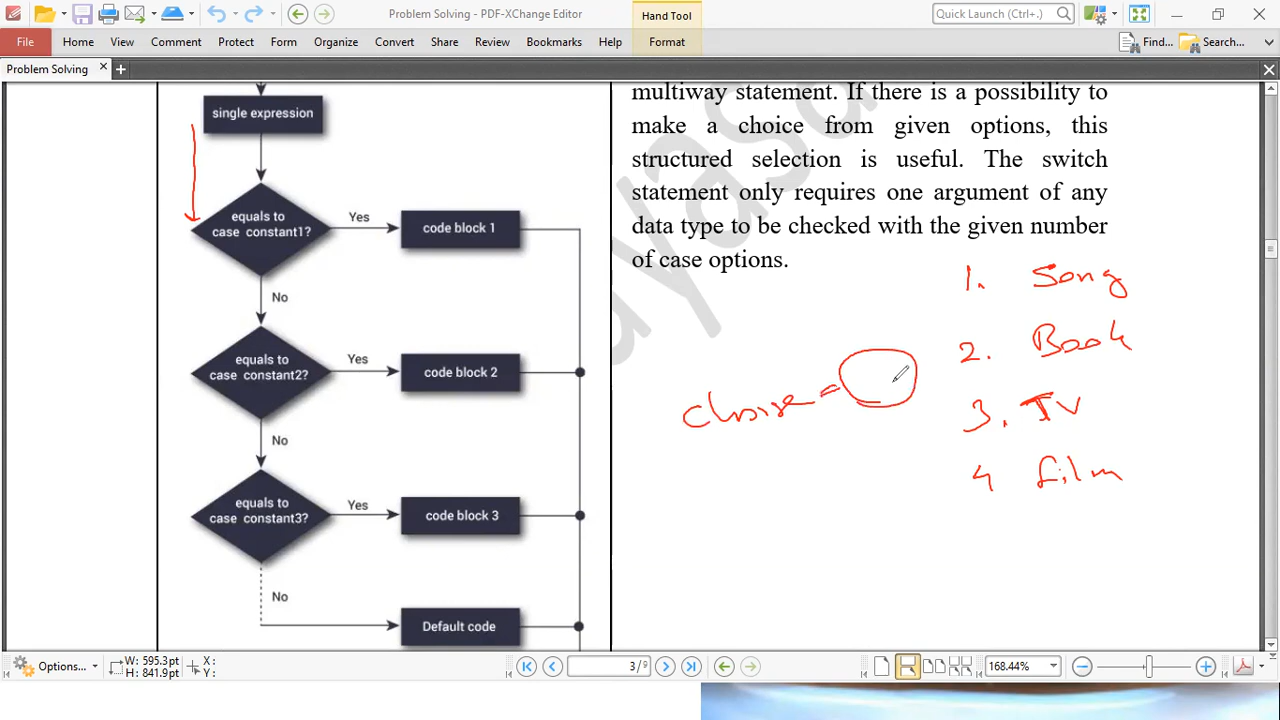 Problem Solving - PDF-XChange Editor
Hand Tool
Quick Launch (Ctrl+.)
File
Home
View
Comment
Protect
Form
Organize
Convert
Share
Review
Bookmarks
Help
Format
Find...
Search...
Problem Solving
single expression
equals to
case constant1?
Yes
code block 1
No
equals to
case constant2?
Yes
code block 2
No
equals to
case constant3?
Yes
code block 3
No
Default code
multiway statement. If there is a possibility to
make a choice from given options, this
structured selection is useful. The switch
statement only requires one argument of any
data type to be checked with the given number
of case options.
1. Song
2. Book
choise =
3. TV
4 film
Options...
W: 595.3pt
H: 841.9pt
X:
Y:
3/9
168.44%